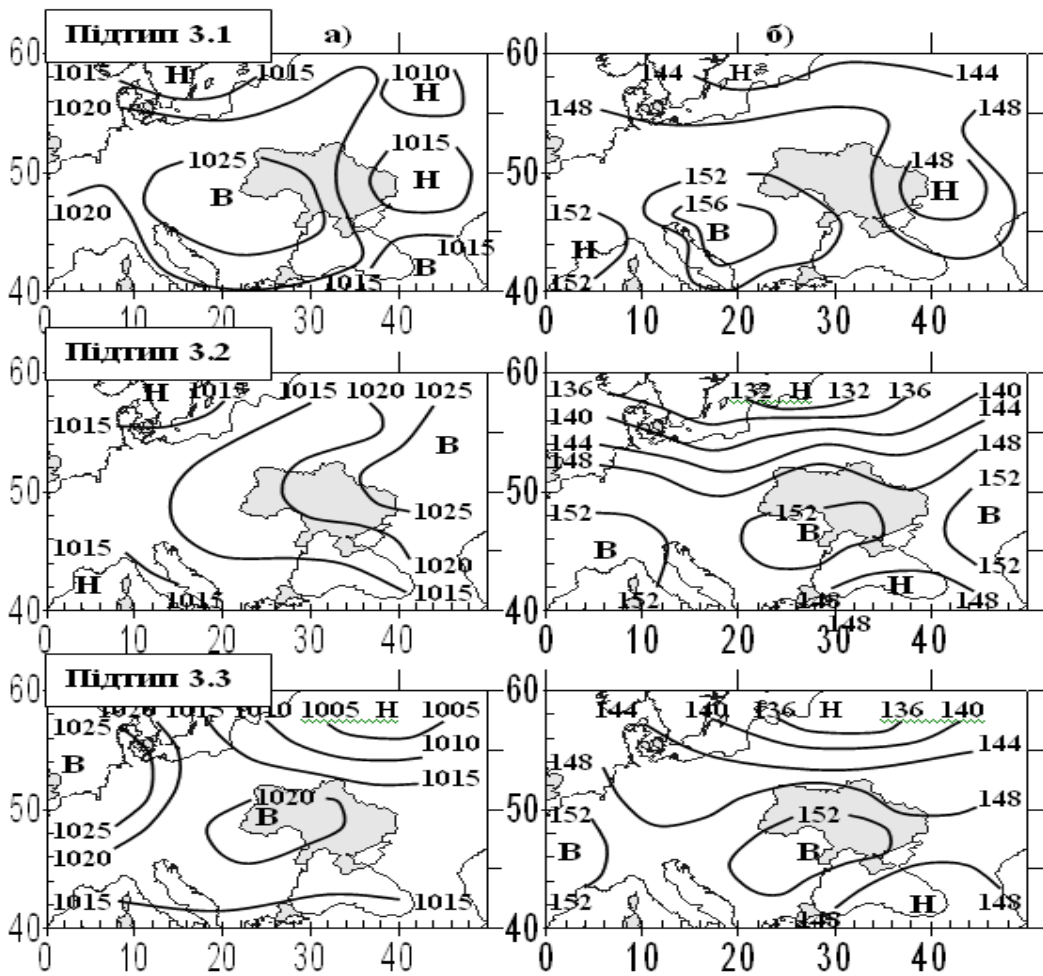 Підтип 3.1 а) б)
60 1015 Н 1015 1010 60 144 Н 144
1020 Н 148 148
50 1025 1015 50 152 148
В Н 156 Н
1020 152 В
1015 Н
В
40 1015 40 152
0 10 20 30 40 0 10 20 30 40
Підтип 3.2
60 Н 1015 1015 1020 1025 60 136 132 Н 132 136 140
1015 140 144
В 144 148
148
50 1025 50 152 152 152
В В В
1015 1020 152
Н 1015 Н
40 1015 40 152 148 148
148
0 10 20 30 40 0 10 20 30 40
Підтип 3.3
60 1020 1015 1010 1005 Н 1005 60 144 140 136 Н 136 140
1025 1010 144
В 1015 148
50 1020 50 152 148
1025 В В В
1020 152
1015 1015 Н 148
40 40 148
0 10 20 30 40 0 10 20 30 40